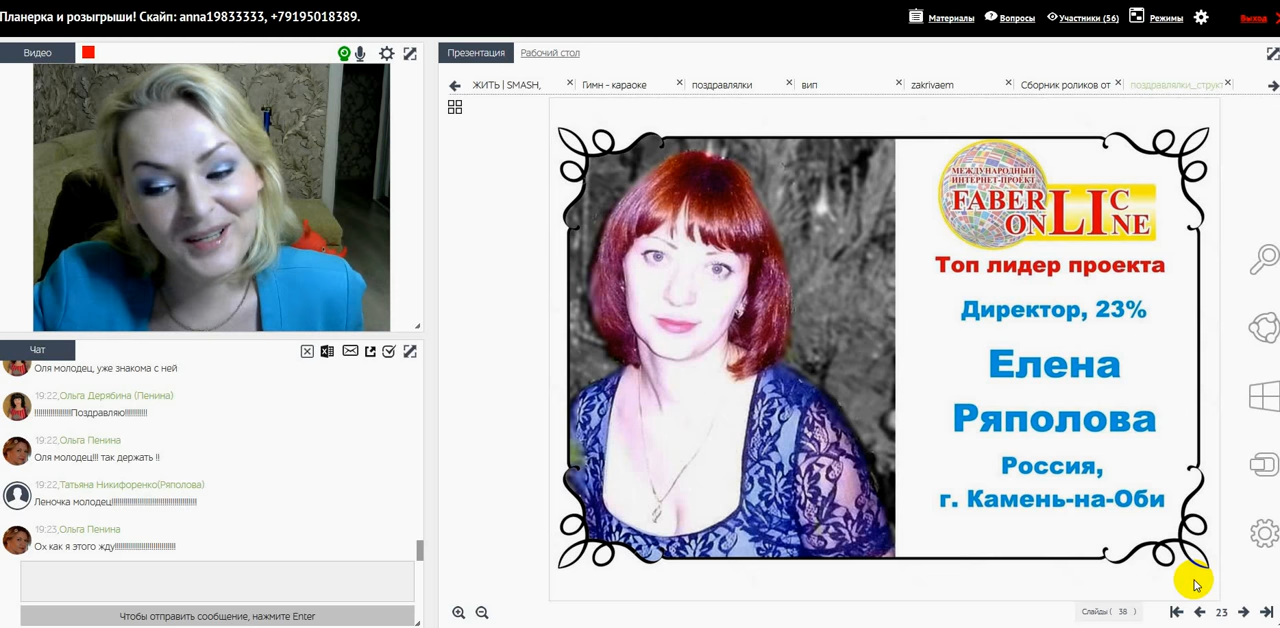 Планерка и розыгрыши! Скайп: anna19833333, +79195018389.
Материалы
Вопросы
Участники (56)
Режимы
Выход
Видео
Презентация
Рабочий стол
ЖИТЬ | SMASH,
Гимн - караоке
поздравлялки
вип
zakrivaem
Сборник роликов от
поздравлялки_структ
МЕЖДУНАРОДНЫЙ
ИНТЕРНЕТ-ПРОЕКТ
FABERLIC
ONLINE
Топ лидер проекта
Директор, 23%
Елена
Ряполова
Россия,
г. Камень-на-Оби
Чат
Оля молодец, уже знакома с ней
19:22, Ольга Дерябина (Пенина)
!!!!!!!!!!!!!!!!!!Поздравляю!!!!!!!!!!!
19:22, Ольга Пенина
Оля молодец!!! так держать !!
19:22, Татьяна Никифоренко(Ряполова)
Леночка молодец!!!!!!!!!!!!!!!!!!!!!!!!!!!!!!!!!!!!!!!!!!
19:23, Ольга Пенина
Ох как я этого жду!!!!!!!!!!!!!!!!!!!!!!!!!!!!!
Чтобы отправить сообщение, нажмите Enter
Слайды ( 38 )
23